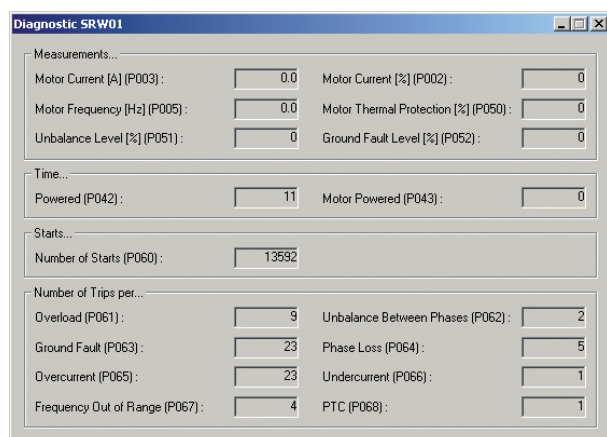 Diagnostic SRW01
Measurements...
Motor Current [A] (P003) : 0.0 Motor Current [%] (P002) : 0
Motor Frequency [Hz] (P005) : 0.0 Motor Thermal Protection [%] (P050) : 0
Unbalance Level [%] (P051) : 0 Ground Fault Level [%] (P052) : 0
Time...
Powered (P042) : 11 Motor Powered (P043) : 0
Starts...
Number of Starts (P060) : 13592
Number of Trips per...
Overload (P061) : 9 Unbalance Between Phases (P062) : 2
Ground Fault (P063) : 23 Phase Loss (P064) : 5
Overcurrent (P065) : 23 Undercurrent (P066) : 1
Frequency Out of Range (P067) : 4 PTC (P068) : 1